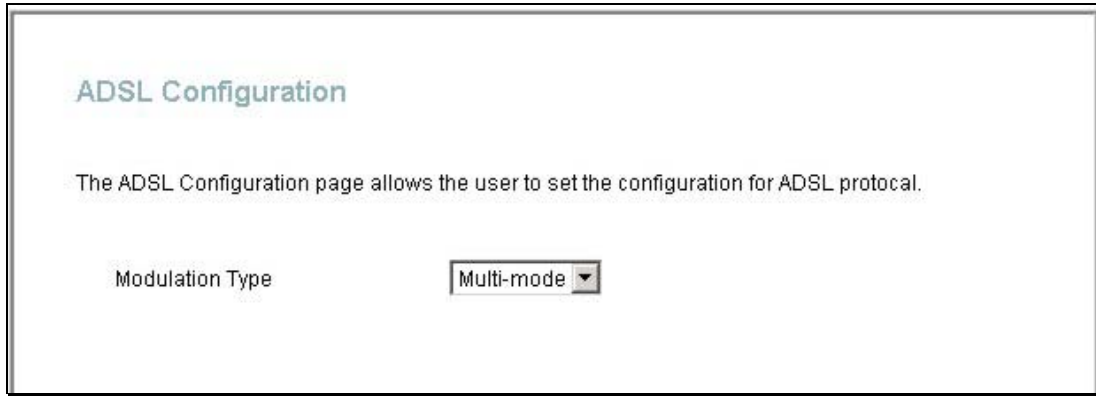 ADSL Configuration
The ADSL Configuration page allows the user to set the configuration for ADSL protocal.
Modulation Type Multi-mode